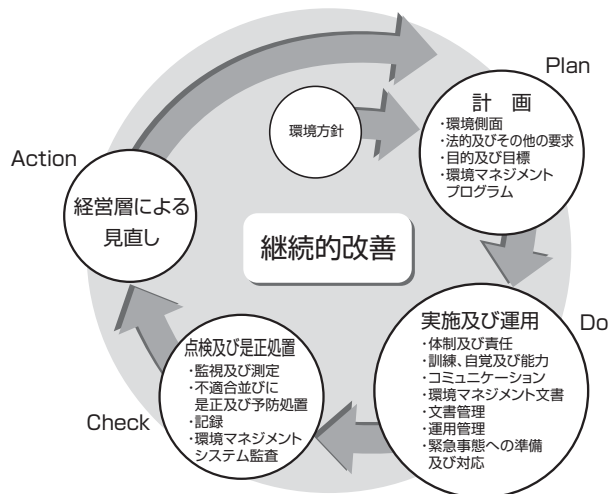 Plan
計 画
・環境側面
・法的及びその他の要求
・目的及び目標
・環境マネジメント
プログラム
環境方針
Action
経営層による
見直し
継続的改善
Do
実施及び運用
・体制及び責任
・訓練、自覚及び能力
・コミュニケーション
・環境マネジメント文書
・文書管理
・運用管理
・緊急事態への準備
及び対応
Check
点検及び是正処置
・監視及び測定
・不適合並びに
是正及び予防処置
・記録
・環境マネジメント
システム監査